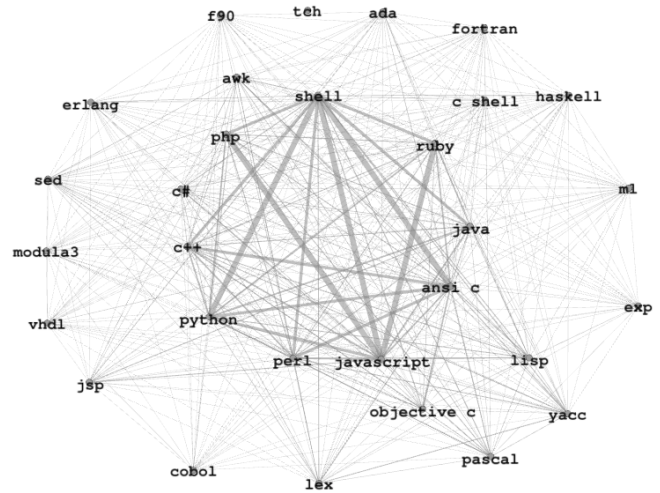 f90
tch
ada
fortran
awk
shell
c shell
haskell
erlang
php
ruby
sed
c#
ml
c++
java
modula3
ansi c
vhdl
python
exp
perl
javascript
lisp
jsp
objective c
yacc
cobol
lex
pascal